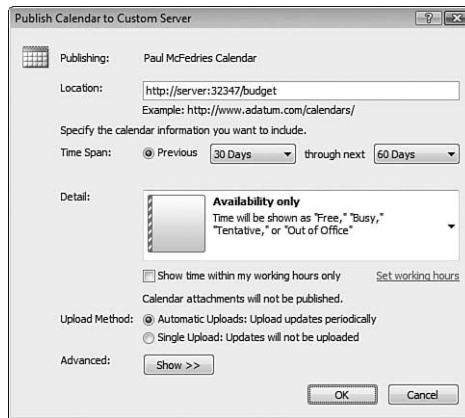 Publish Calendar to Custom Server
Publishing: Paul McFedries Calendar
Location: http://server:32347/budget
Example: http://www.adatum.com/calendars/
Specify the calendar information you want to include.
Time Span: Previous 30 Days through next 60 Days
Detail: Availability only
Time will be shown as "Free," "Busy,"
"Tentative," or "Out of Office"
Show time within my working hours only Set working hours
Calendar attachments will not be published.
Upload Method: Automatic Uploads: Upload updates periodically
Single Upload: Updates will not be uploaded
Advanced: Show >>
OK Cancel